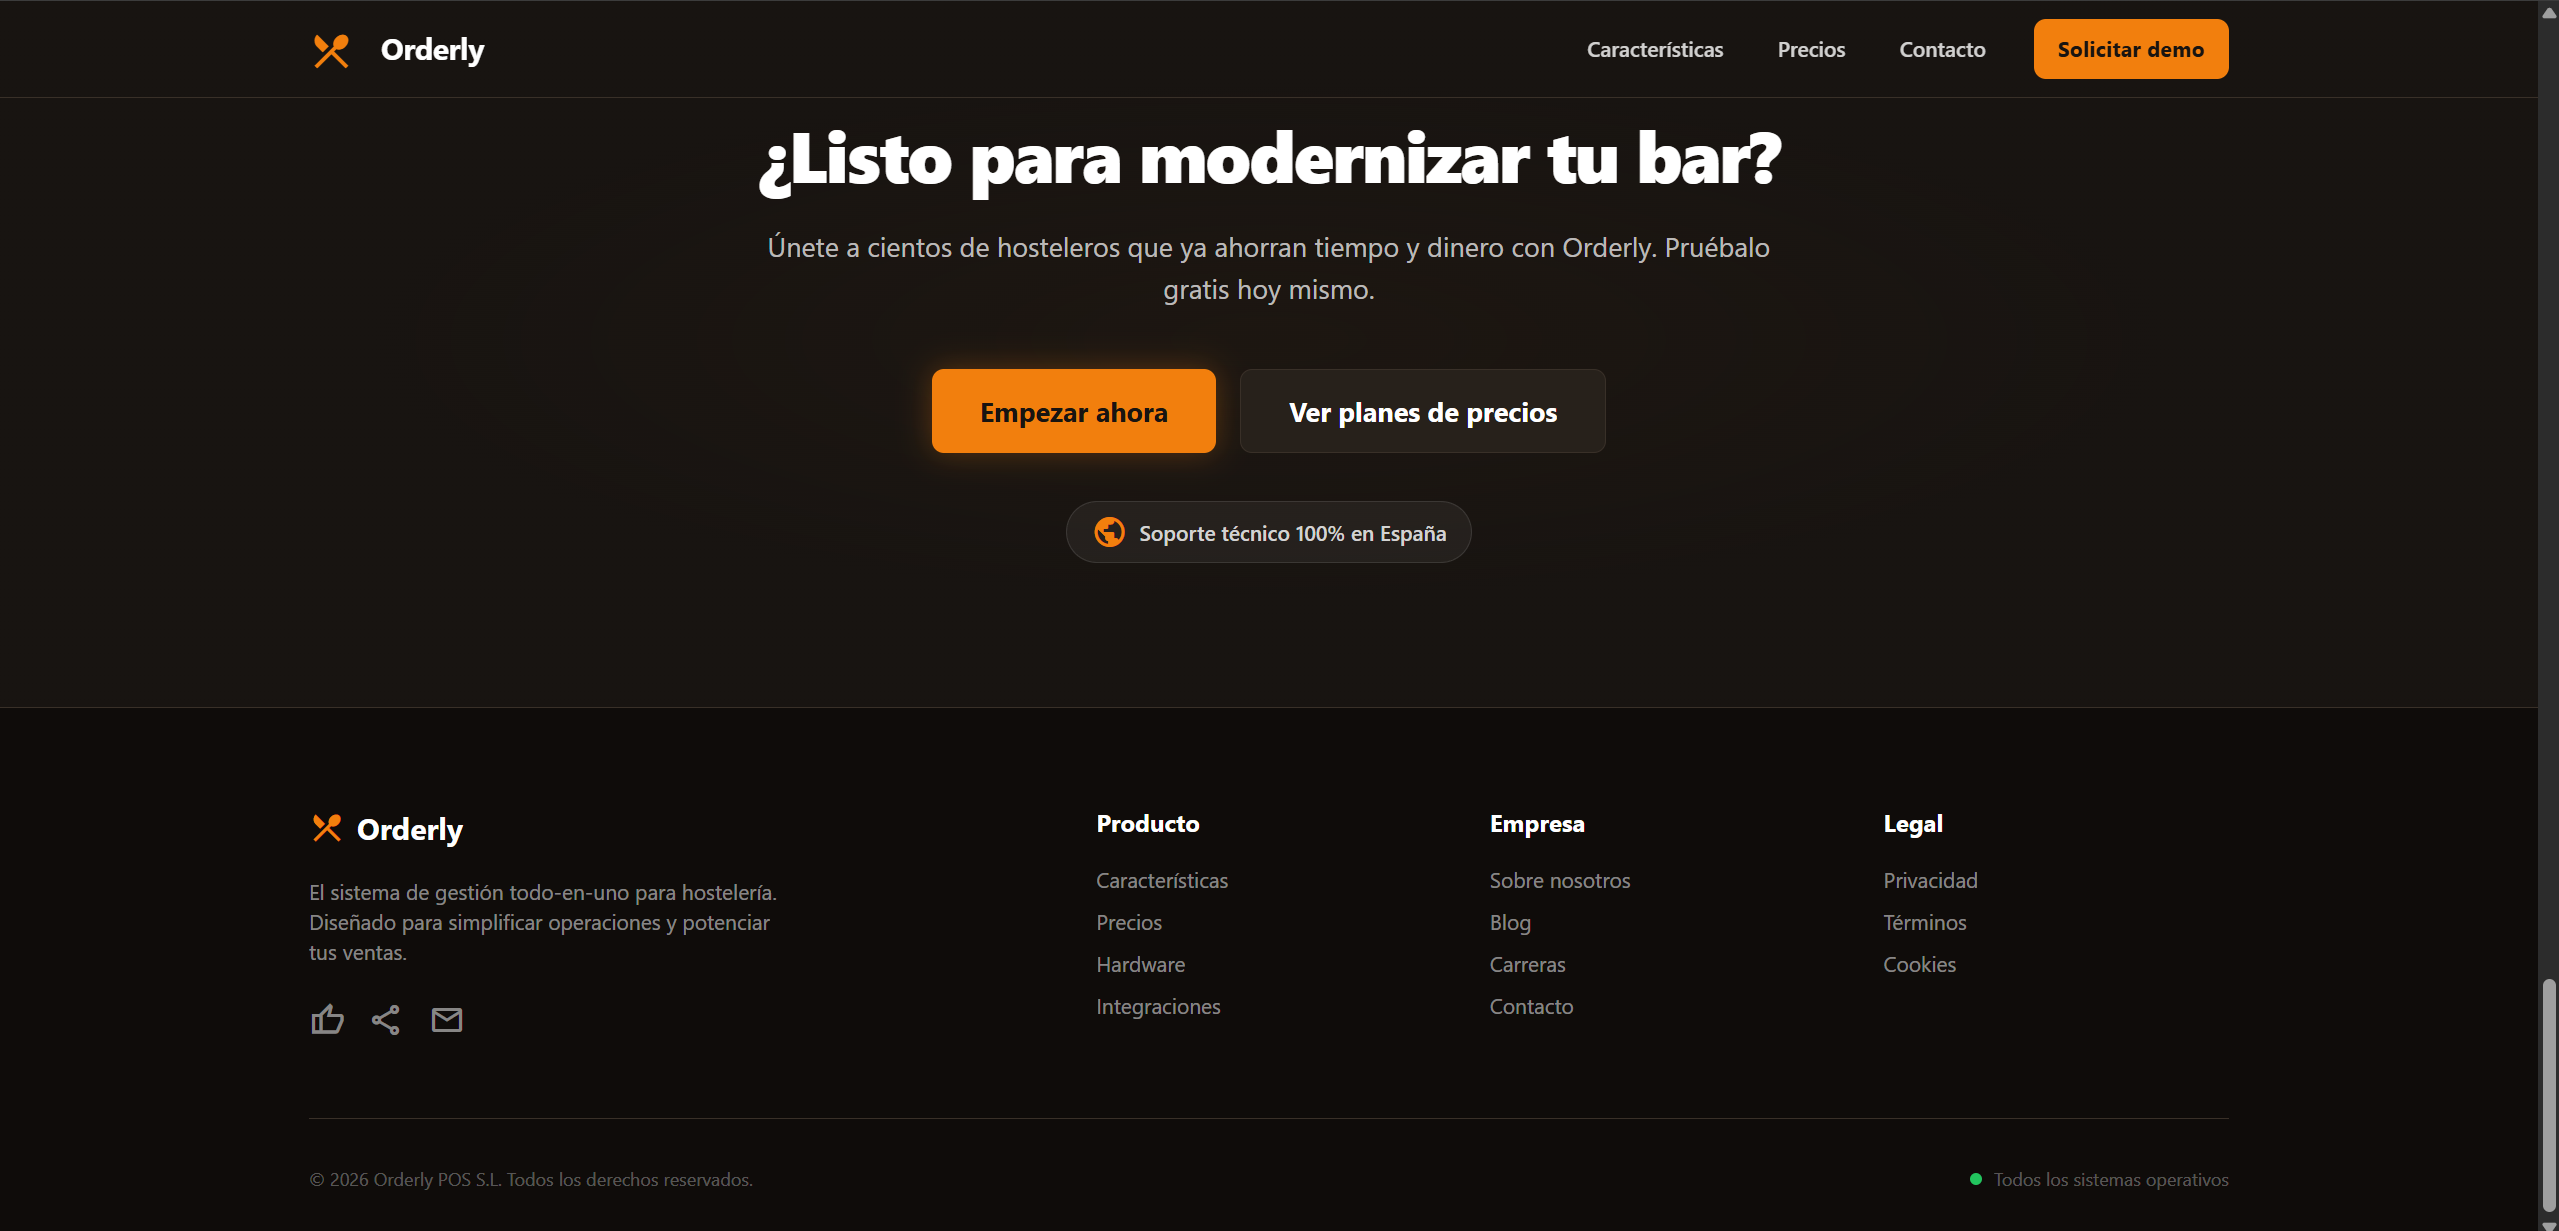 Orderly
Características
Precios
Contacto
Solicitar demo
¿Listo para modernizar tu bar?
Únete a cientos de hosteleros que ya ahorran tiempo y dinero con Orderly. Pruébalo
gratis hoy mismo.
Empezar ahora
Ver planes de precios
Soporte técnico 100% en España
Orderly
El sistema de gestión todo-en-uno para hostelería.
Diseñado para simplificar operaciones y potenciar
tus ventas.
Producto
Características
Precios
Hardware
Integraciones
Empresa
Sobre nosotros
Blog
Carreras
Contacto
Legal
Privacidad
Términos
Cookies
© 2026 Orderly POS S.L. Todos los derechos reservados.
Todos los sistemas operativos